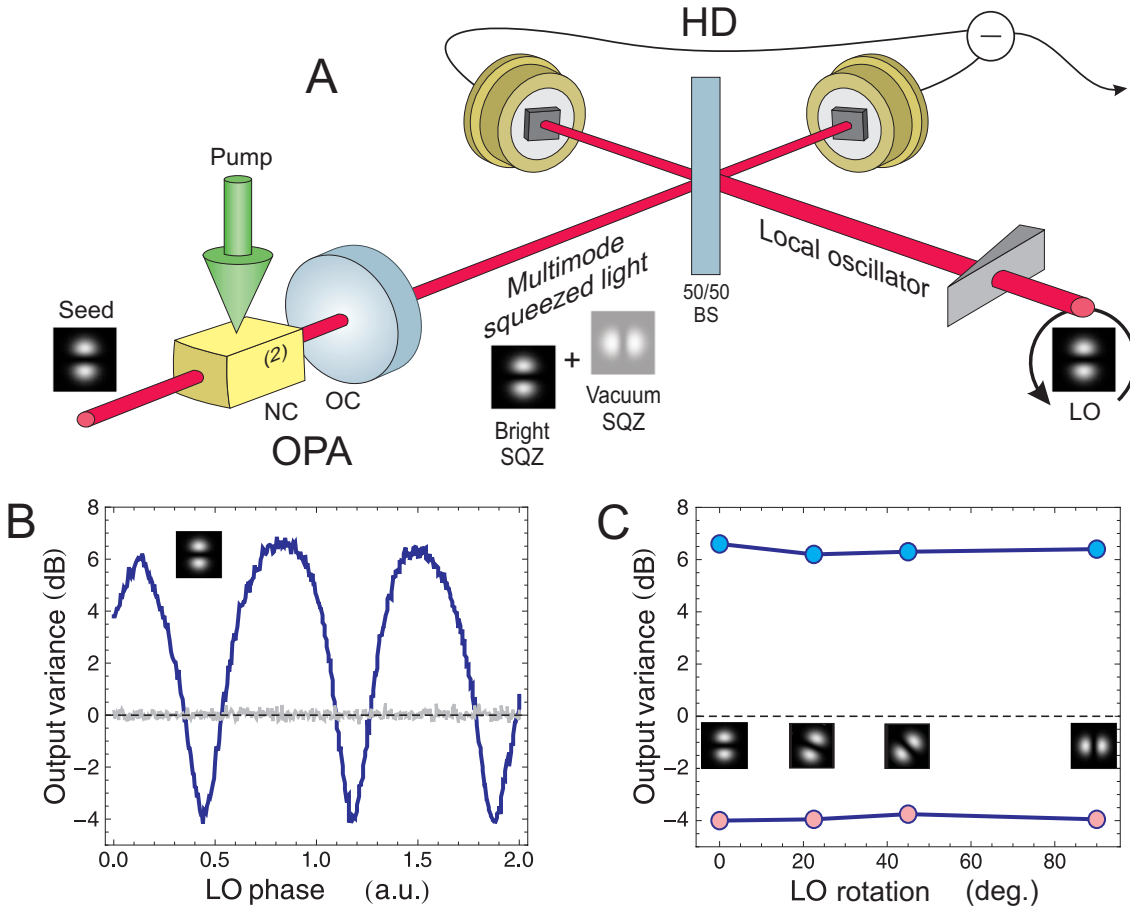 A
HD
−
Pump
Seed
(2)
NC
OC
OPA
Multimode
squeezed light
Bright
SQZ
+
Vacuum
SQZ
50/50
BS
Local oscillator
LO
B
Output variance (dB)
8
6
4
2
0
−2
−4
0.0
0.5
1.0
1.5
2.0
LO phase (a.u.)
C
Output variance (dB)
8
6
4
2
0
−2
−4
0
20
40
60
80
LO rotation (deg.)